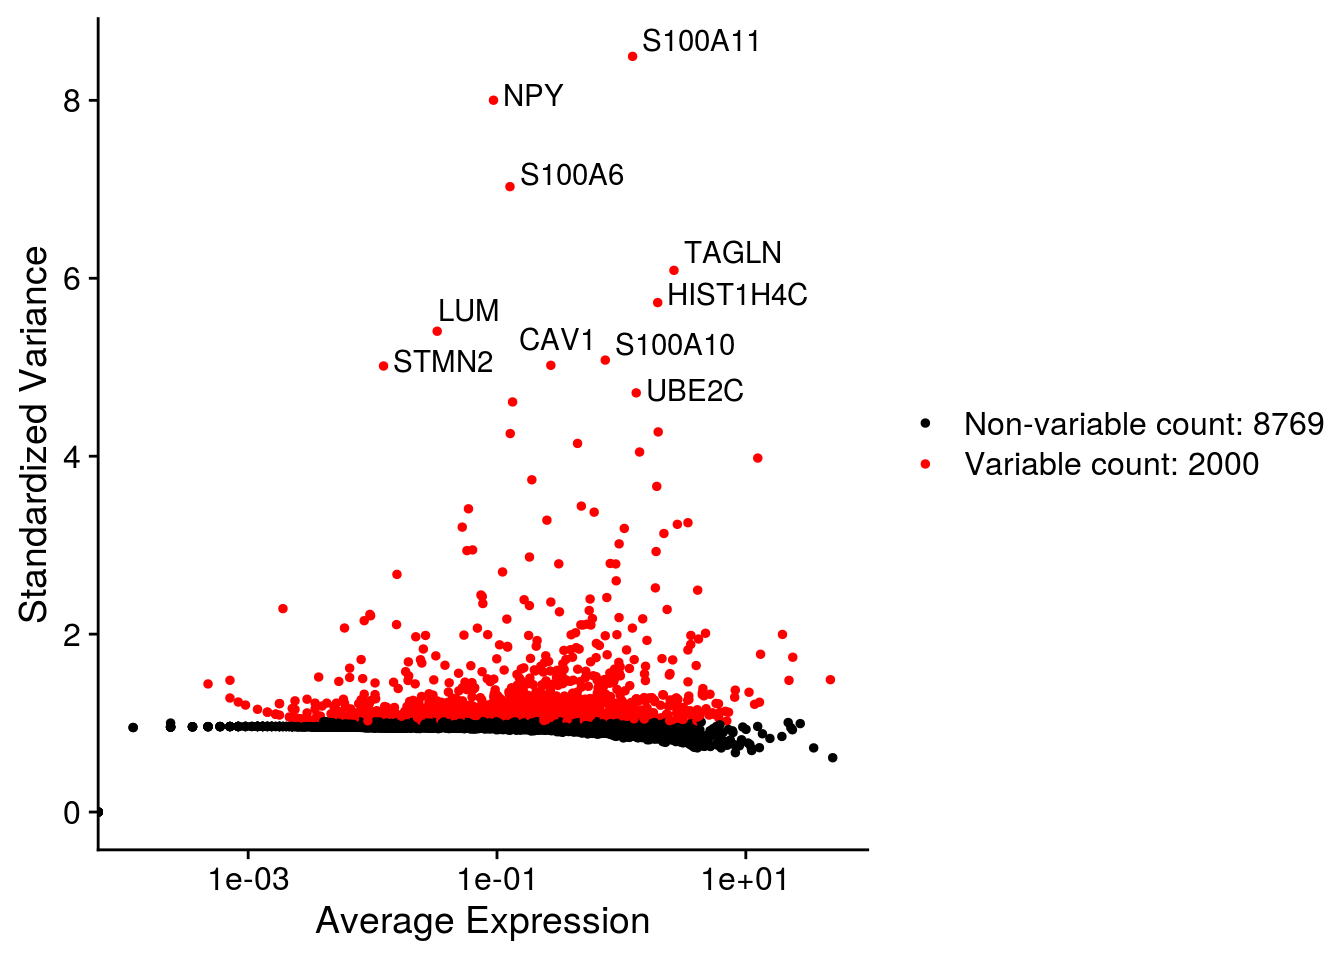 S100A11
NPY
S100A6
TAGLN
HIST1H4C
LUM
CAV1
S100A10
STMN2
UBE2C
8
6
4
2
0
Standardized Variance
1e-03
1e-01
1e+01
Average Expression
Non-variable count: 8769
Variable count: 2000